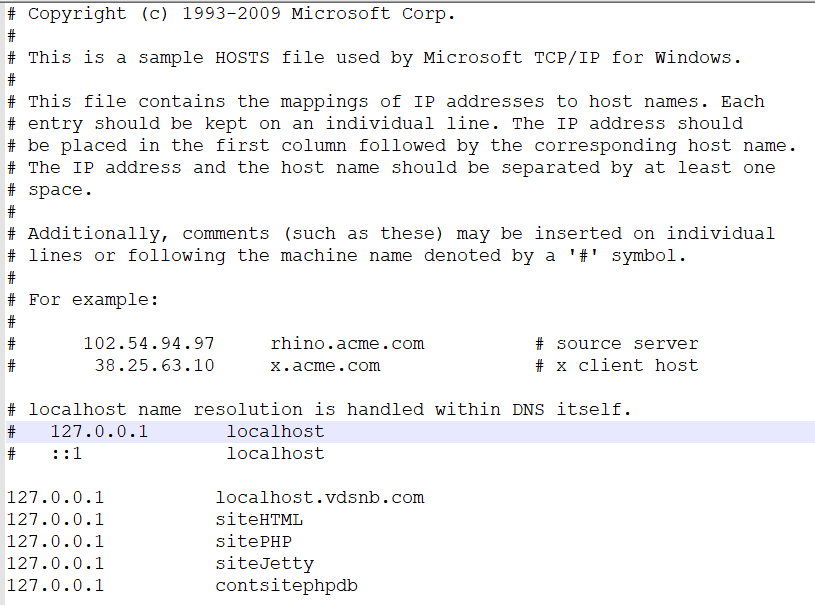 # Copyright (c) 1993-2009 Microsoft Corp.
#
# This is a sample HOSTS file used by Microsoft TCP/IP for Windows.
#
# This file contains the mappings of IP addresses to host names. Each
# entry should be kept on an individual line. The IP address should
# be placed in the first column followed by the corresponding host name.
# The IP address and the host name should be separated by at least one
# space.
#
# Additionally, comments (such as these) may be inserted on individual
# lines or following the machine name denoted by a '#' symbol.
#
# For example:
#
#      102.54.94.97     rhino.acme.com          # source server
#       38.25.63.10     x.acme.com              # x client host

# localhost name resolution is handled within DNS itself.
#   127.0.0.1       localhost
#   ::1             localhost

127.0.0.1          localhost.vdsnb.com
127.0.0.1          siteHTML
127.0.0.1          sitePHP
127.0.0.1          siteJetty
127.0.0.1          contsitephpdb